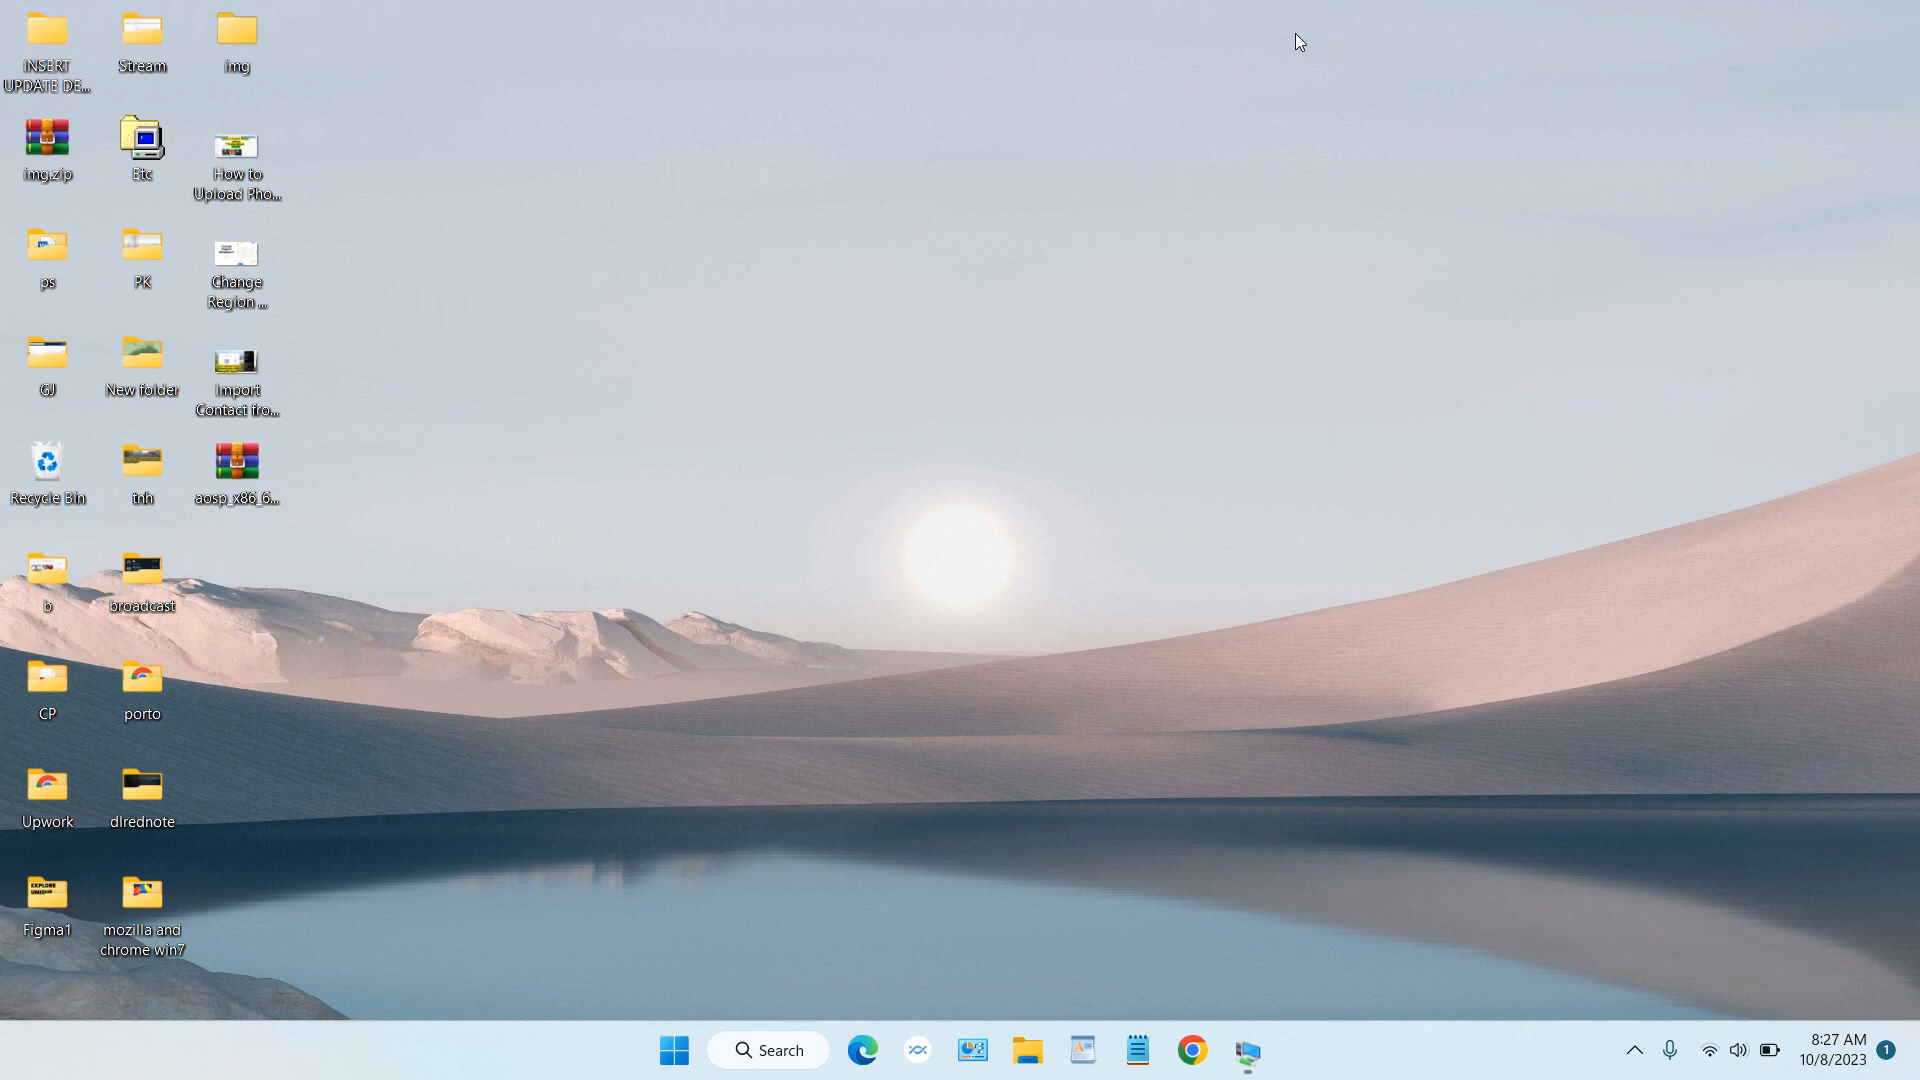 INSERT
UPDATE DE...
Stream
img
img.zip
Etc
How to
Upload Pho...
ps
PK
Change
Region ...
GJ
New folder
Import
Contact fro...
Recycle Bin
tnh
aosp_x86_6...
b
broadcast
CP
porto
Upwork
dlrednote
EXPLORE
UNIQUE
Figma1
mozilla and
chrome win7
Search
8:27 AM
10/8/2023
1